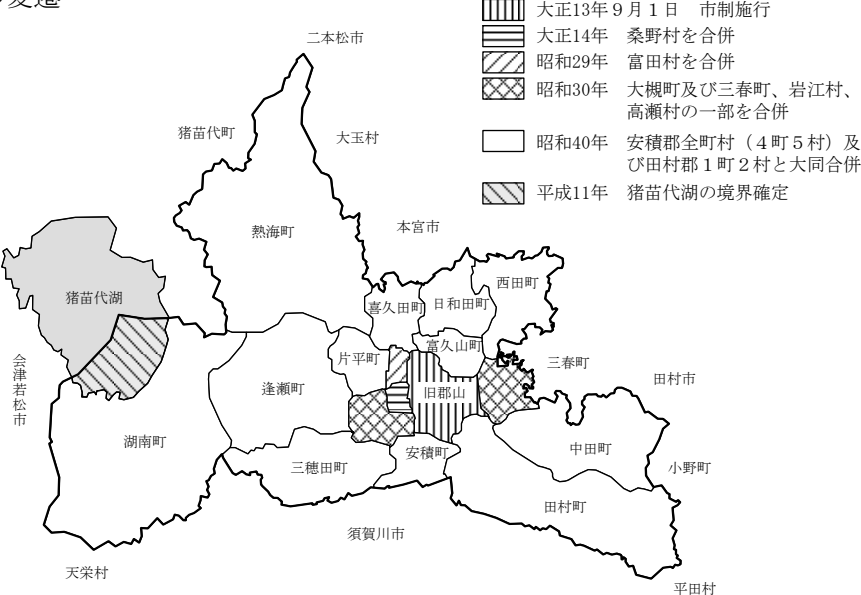 変遷
大正13年9月1日　市制施行
大正14年　桑野村を合併
昭和29年　富田村を合併
昭和30年　大槻町及び三春町、岩江村、
高瀬村の一部を合併
昭和40年　安積郡全町村（４町５村）及
び田村郡１町２村と大同合併
平成11年　猪苗代湖の境界確定
二本松市
猪苗代町
大玉村
熱海町
本宮市
西田町
猪苗代湖
喜久田町
日和田町
富久山町
片平町
三春町
会津若松市
田村市
逢瀬町
旧郡山
湖南町
安積町
中田町
三穂田町
小野町
田村町
須賀川市
天栄村
平田村